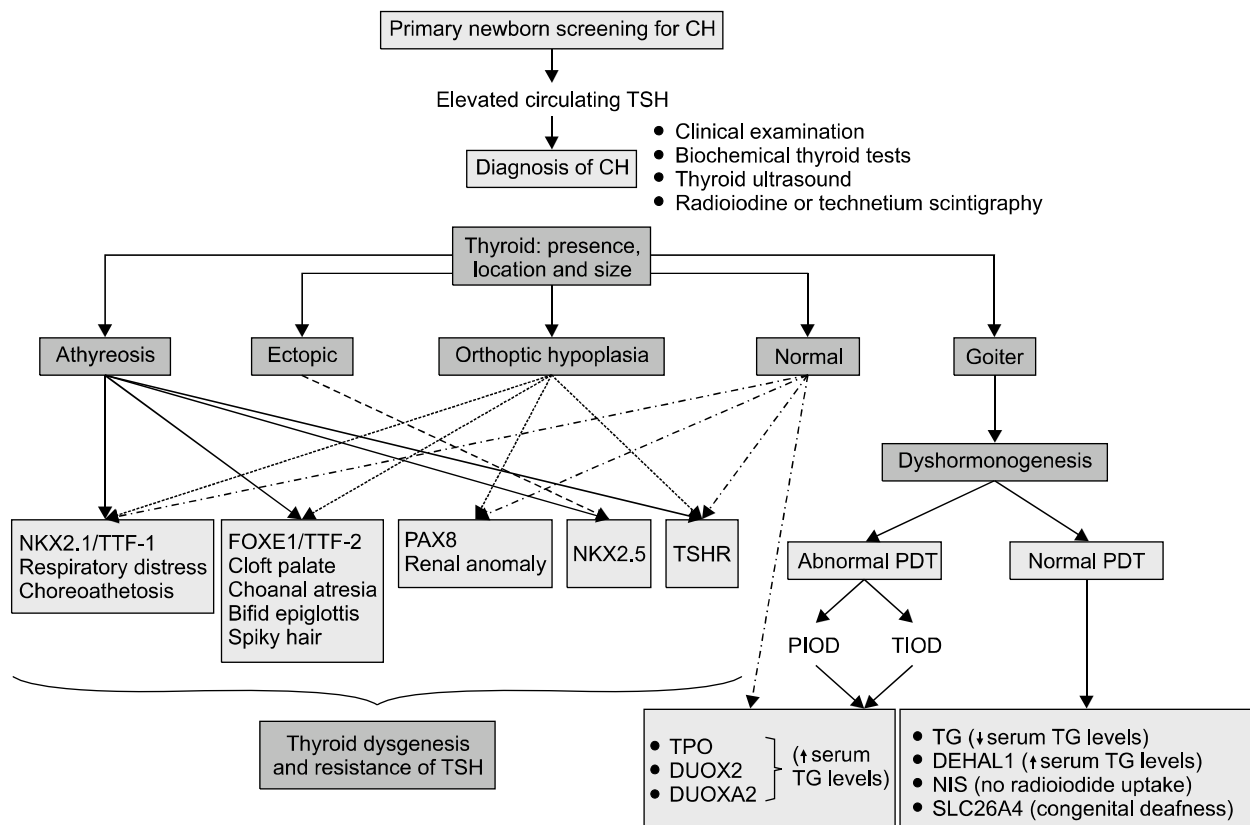 Primary newborn screening for CH
Elevated circulating TSH
Diagnosis of CH
● Clinical examination
● Biochemical thyroid tests
● Thyroid ultrasound
● Radioiodine or technetium scintigraphy
Thyroid: presence,
location and size
Athyreosis
Ectopic
Orthoptic hypoplasia
Normal
Goiter
Dyshormonogenesis
NKX2.1/TTF-1
Respiratory distress
Choreoathetosis
FOXE1/TTF-2
Cloft palate
Choanal atresia
Bifid epiglottis
Spiky hair
PAX8
Renal anomaly
NKX2.5
TSHR
Abnormal PDT
Normal PDT
PIOD
TIOD
Thyroid dysgenesis
and resistance of TSH
● TPO
● DUOX2
● DUOXA2
(↑ serum
TG levels)
● TG (↓ serum TG levels)
● DEHAL1 (↑ serum TG levels)
● NIS (no radioiodide uptake)
● SLC26A4 (congenital deafness)